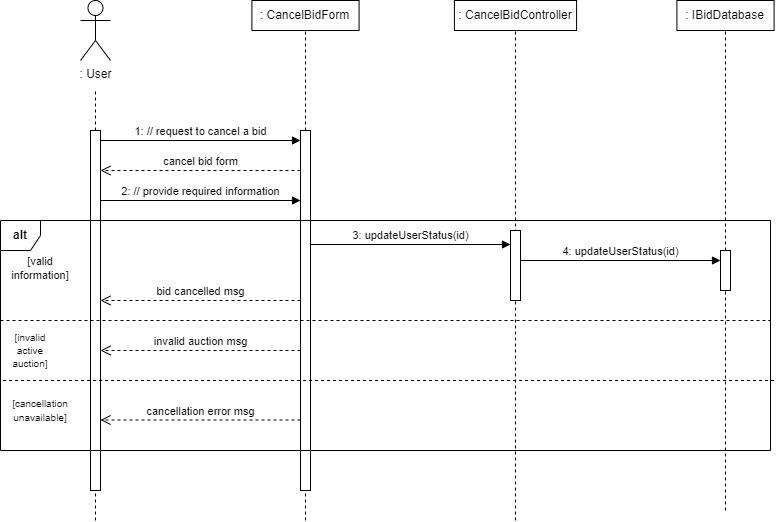 : CancelBidForm
: CancelBidController
: IBidDatabase
: User
1: // request to cancel a bid
cancel bid form
2: // provide required information
alt
3: updateUserStatus(id)
[valid
information]
4: updateUserStatus(id)
bid cancelled msg
[invalid
active
auction]
invalid auction msg
[cancellation
unavailable]
cancellation error msg